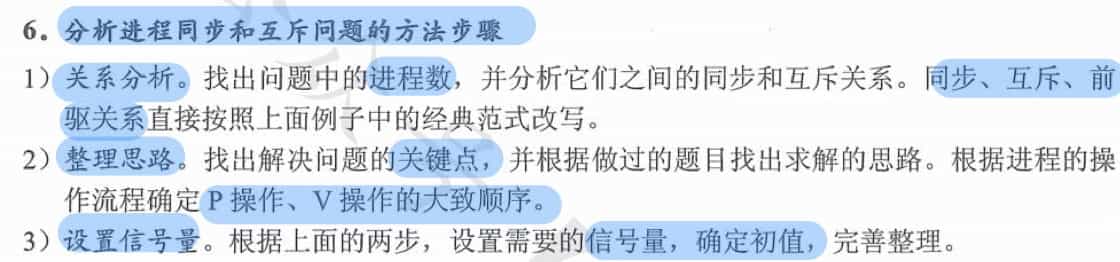 6。分析进程同步和互斥问题的方法步骤
1）关系分析。找出问题中的进程数，并分析它们之间的同步和互斥关系。同步、互斥、前
驱关系直接按照上面例子中的经典范式改写。
2）整理思路。找出解决问题的关键点，并根据做过的题目找出求解的思路。根据进程的操
作流程确定 P 操作、V 操作的大致顺序。
3）设置信号量。根据上面的两步，设置需要的信号量，确定初值，完善整理。